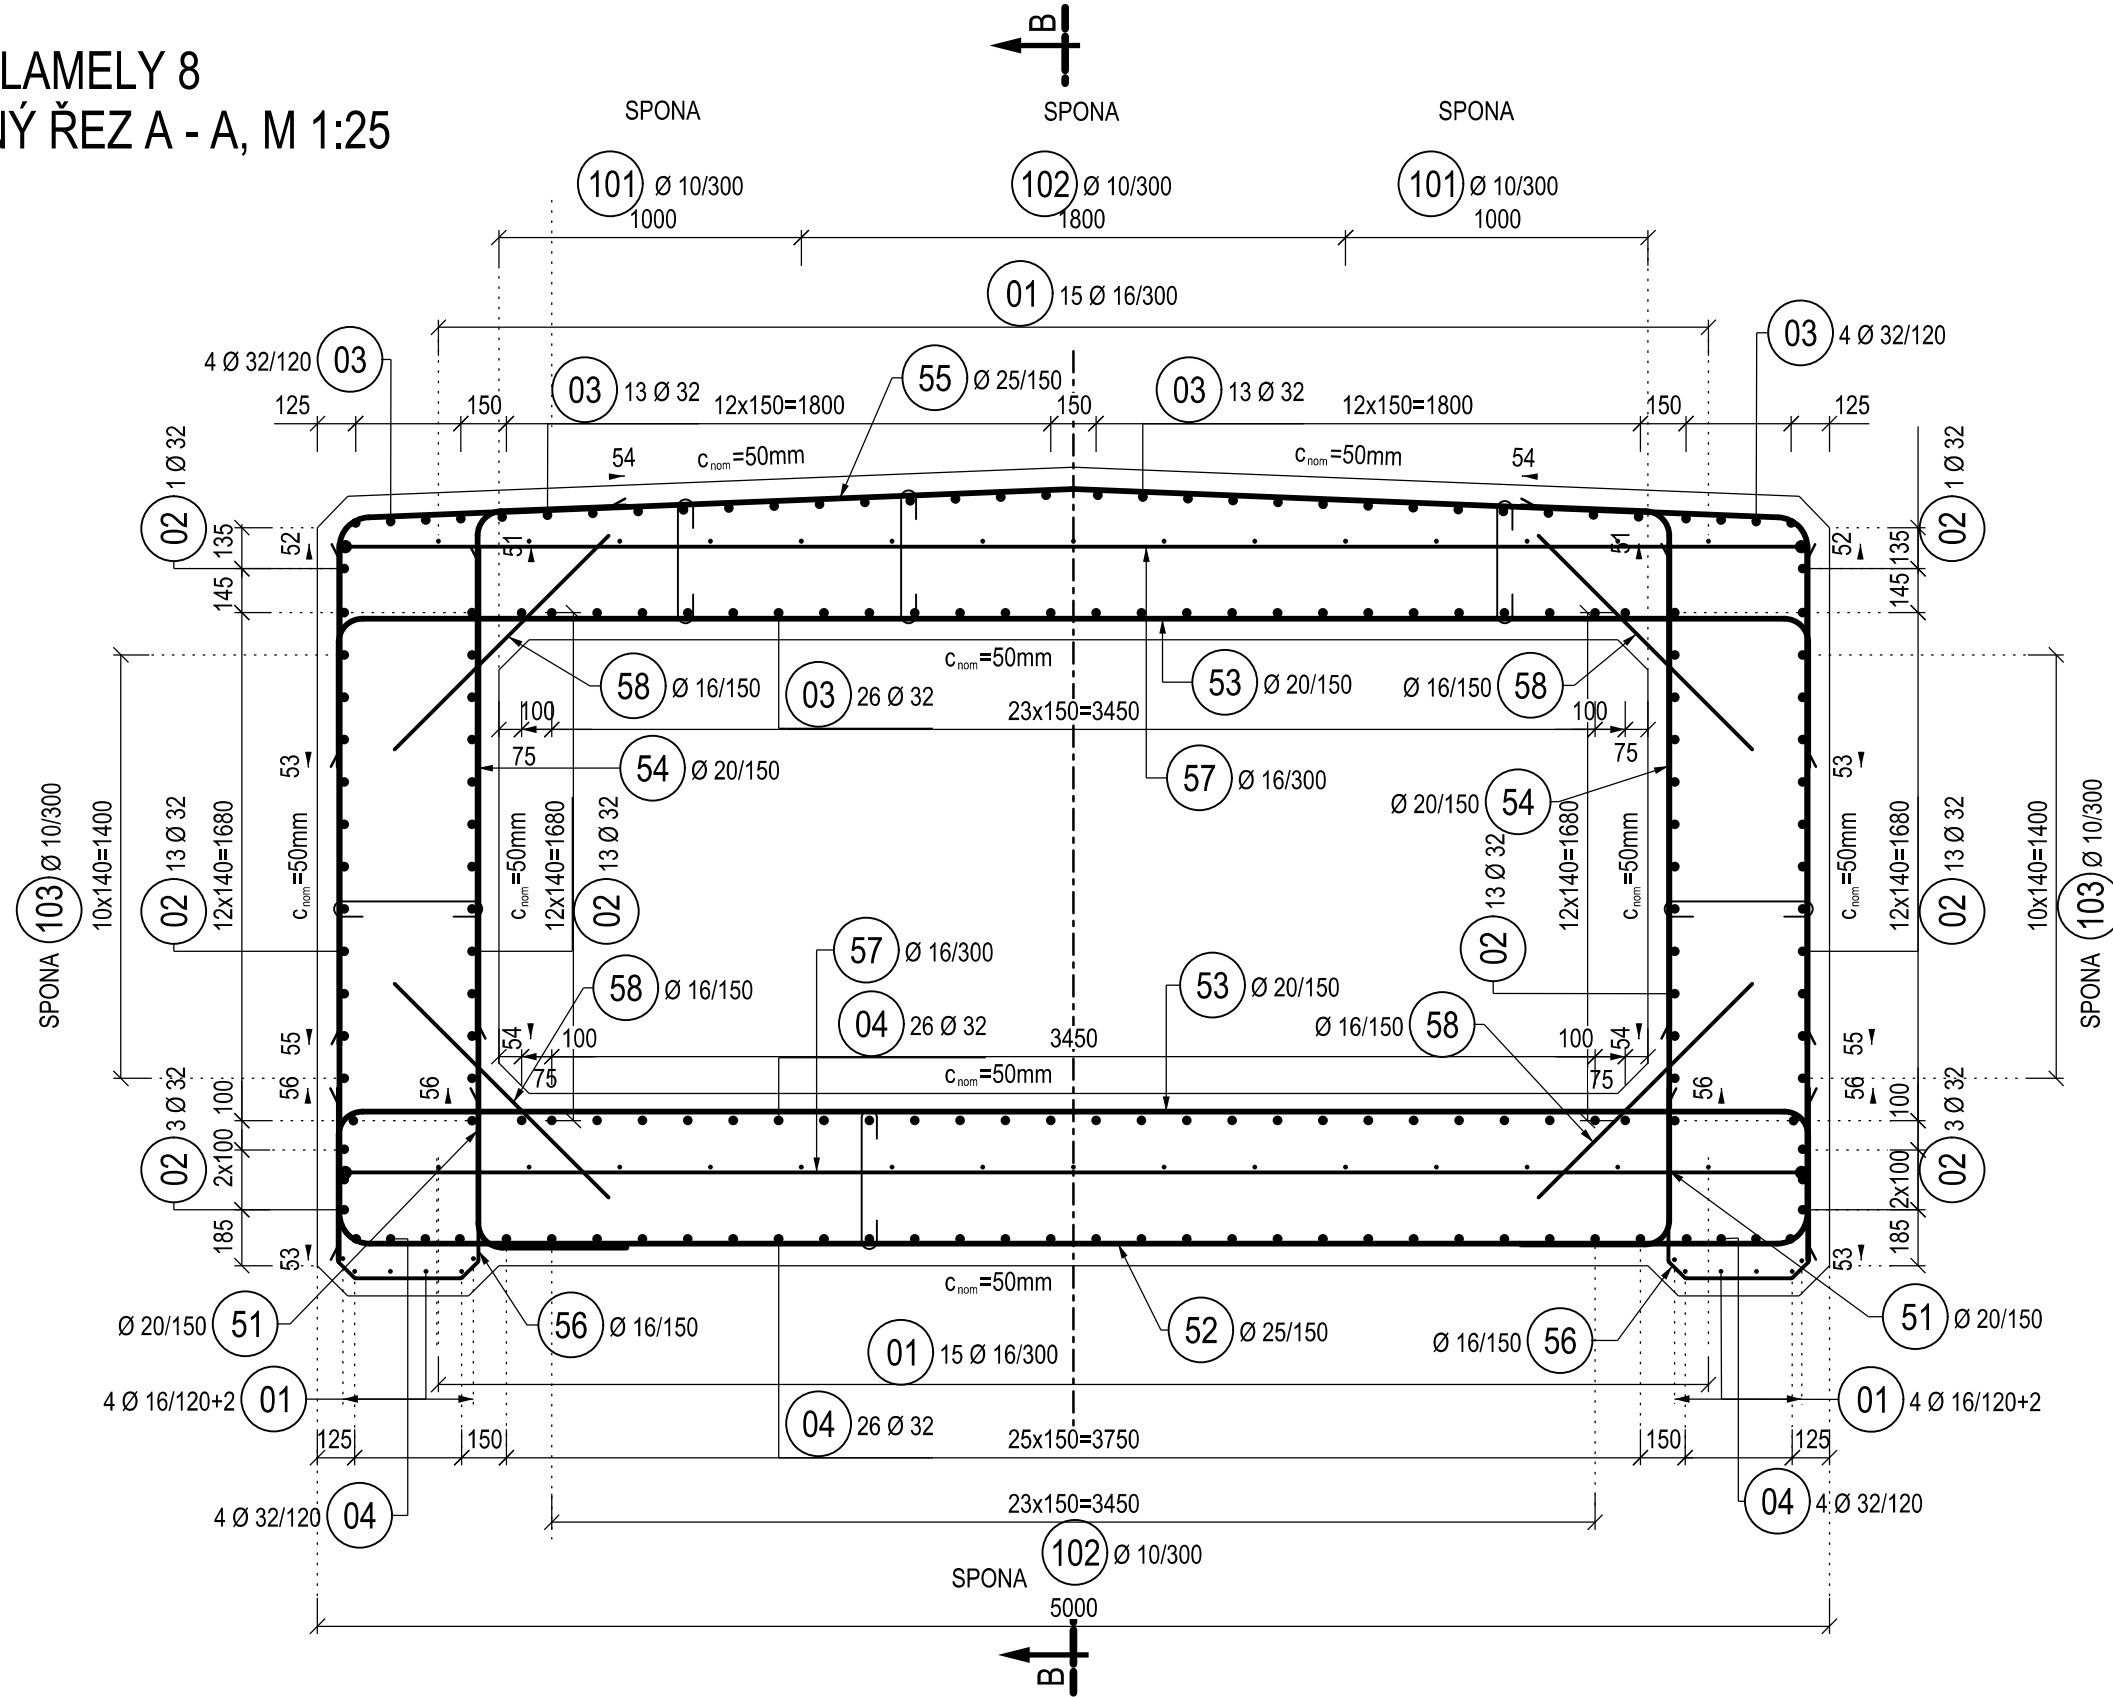 LAMELY 8
NÝ ŘEZ A - A, M 1:25
B
SPONA
SPONA
SPONA
101 Ø 10/300
102 Ø 10/300
101 Ø 10/300
1000
1800
1000
01 15 Ø 16/300
4 Ø 32/120 03
03 4 Ø 32/120
03 13 Ø 32
55 Ø 25/150
03 13 Ø 32
125
150
12x150=1800
150
12x150=1800
150
125
54
cnom=50mm
cnom=50mm
54
02 1 Ø 32
02 1 Ø 32
135
52
51
51
52
135
145
145
cnom=50mm
58 Ø 16/150
03 26 Ø 32
53 Ø 20/150
Ø 16/150 58
100
23x150=3450
100
75
75
54 Ø 20/150
57 Ø 16/300
Ø 20/150 54
53
53
SPONA 103 Ø 10/300
10x140=1400
02 13 Ø 32
12x140=1680
cnom=50mm
cnom=50mm
12x140=1680
02 13 Ø 32
02 13 Ø 32
12x140=1680
cnom=50mm
cnom=50mm
12x140=1680
02 13 Ø 32
10x140=1400
SPONA 103 Ø 10/300
57 Ø 16/300
58 Ø 16/150
53 Ø 20/150
04 26 Ø 32
Ø 16/150 58
55
54
100
3450
100
54
55
75
cnom=50mm
75
56
56
56
56
02 3 Ø 32
100
2x100
185
53
100
02 3 Ø 32
2x100
185
53
cnom=50mm
Ø 20/150 51
56 Ø 16/150
52 Ø 25/150
Ø 16/150 56
51 Ø 20/150
01 15 Ø 16/300
4 Ø 16/120+2 01
01 4 Ø 16/120+2
04 26 Ø 32
125
150
25x150=3750
150
125
4 Ø 32/120 04
23x150=3450
04 4 Ø 32/120
102 Ø 10/300
SPONA
5000
B